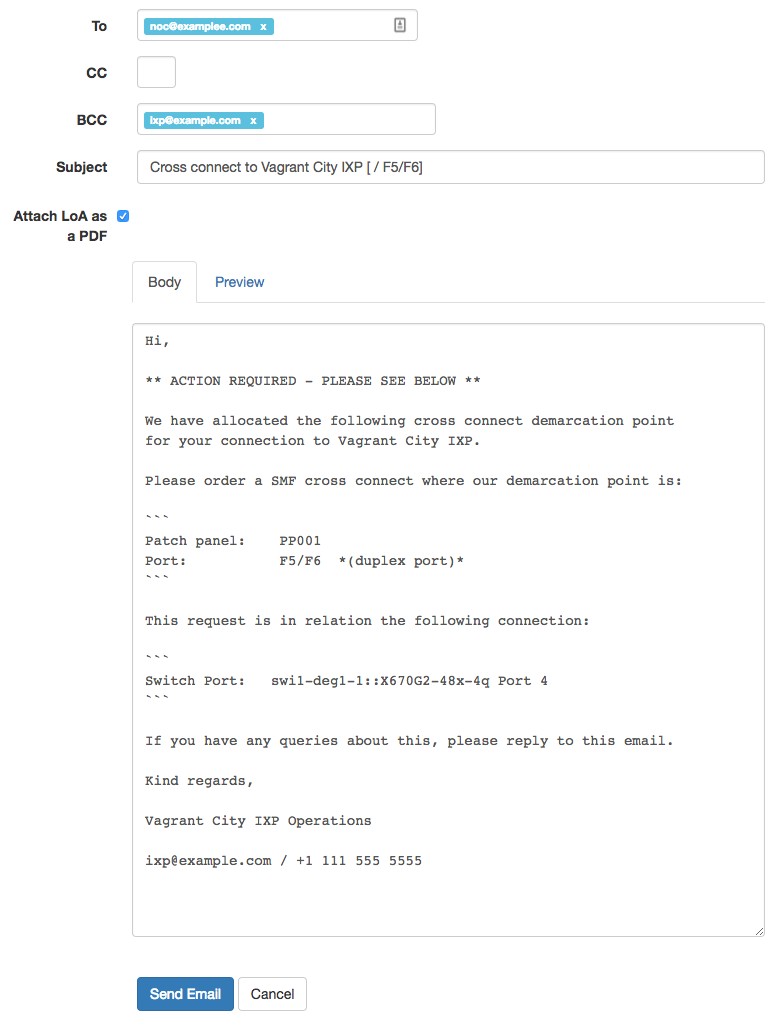 To noc@examplee.com x
CC
BCC ixp@example.com x
Subject Cross connect to Vagrant City IXP [ / F5/F6]
Attach LoA as
a PDF
Body Preview
Hi,
** ACTION REQUIRED - PLEASE SEE BELOW **
We have allocated the following cross connect demarcation point
for your connection to Vagrant City IXP.
Please order a SMF cross connect where our demarcation point is:
```
Patch panel:    PP001
Port:           F5/F6  *(duplex port)*
```
This request is in relation the following connection:
```
Switch Port:   swi1-deg1-1::X670G2-48x-4q Port 4
```
If you have any queries about this, please reply to this email.
Kind regards,
Vagrant City IXP Operations
ixp@example.com / +1 111 555 5555
Send Email Cancel